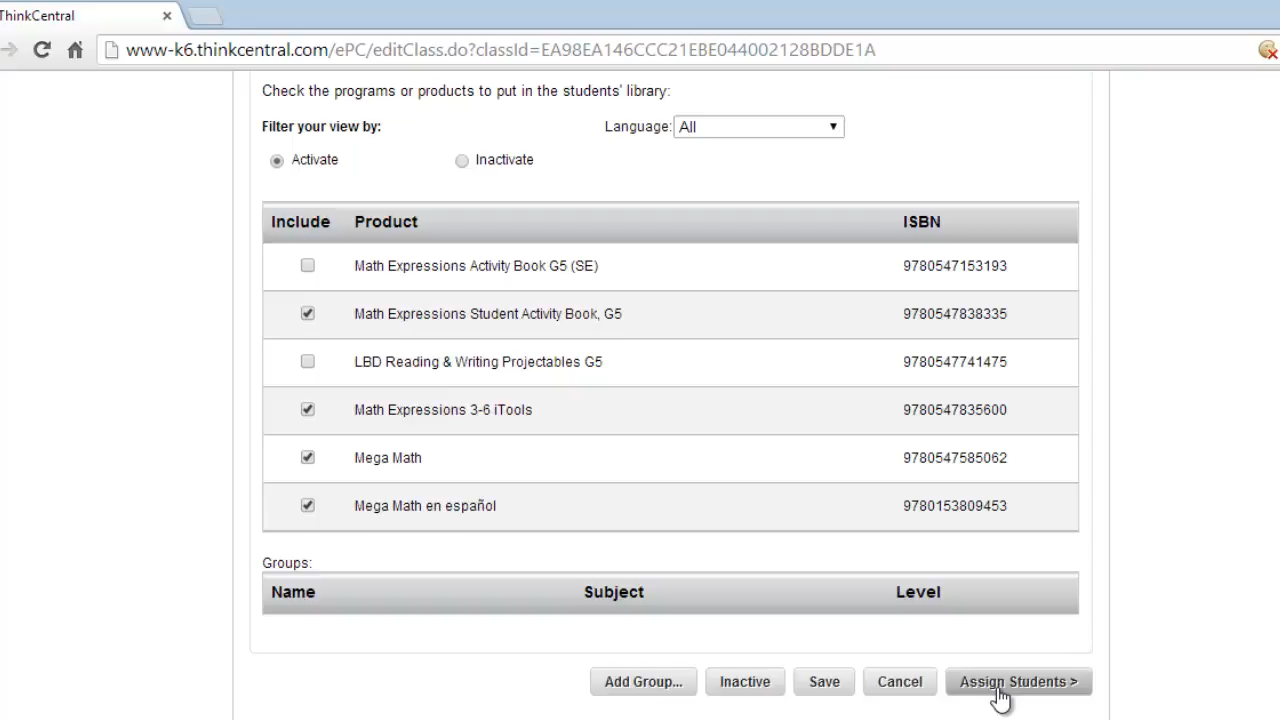 ThinkCentral
www-k6.thinkcentral.com/ePC/editClass.do?classId=EA98EA146CCC21EBE044002128BDDE1A
Check the programs or products to put in the students' library:
Filter your view by: Language: All
Activate Inactivate
Include Product ISBN
Math Expressions Activity Book G5 (SE) 9780547153193
Math Expressions Student Activity Book, G5 9780547838335
LBD Reading & Writing Projectables G5 9780547741475
Math Expressions 3-6 iTools 9780547835600
Mega Math 9780547585062
Mega Math en español 9780153809453
Groups:
Name Subject Level
Add Group... Inactive Save Cancel Assign Students >